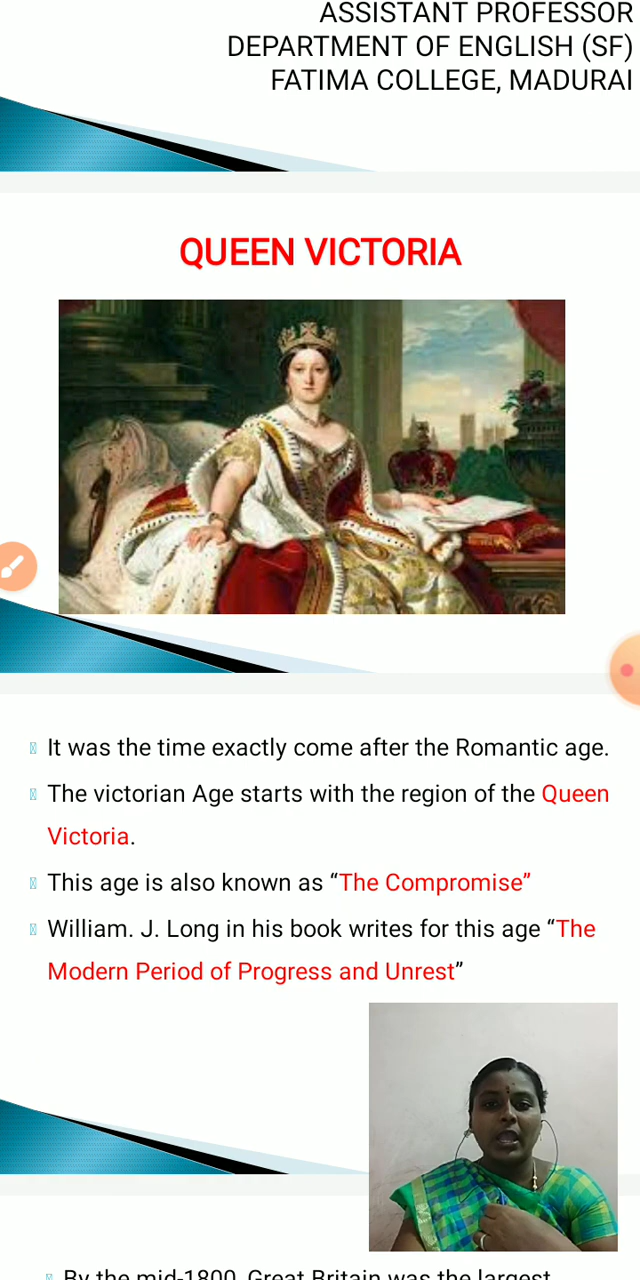 ASSISTANT PROFESSOR
DEPARTMENT OF ENGLISH (SF)
FATIMA COLLEGE, MADURAI
QUEEN VICTORIA
It was the time exactly come after the Romantic age.
The victorian Age starts with the region of the Queen
Victoria.
This age is also known as “The Compromise”
William. J. Long in his book writes for this age “The
Modern Period of Progress and Unrest”
By the mid-1800, Great Britain was the largest